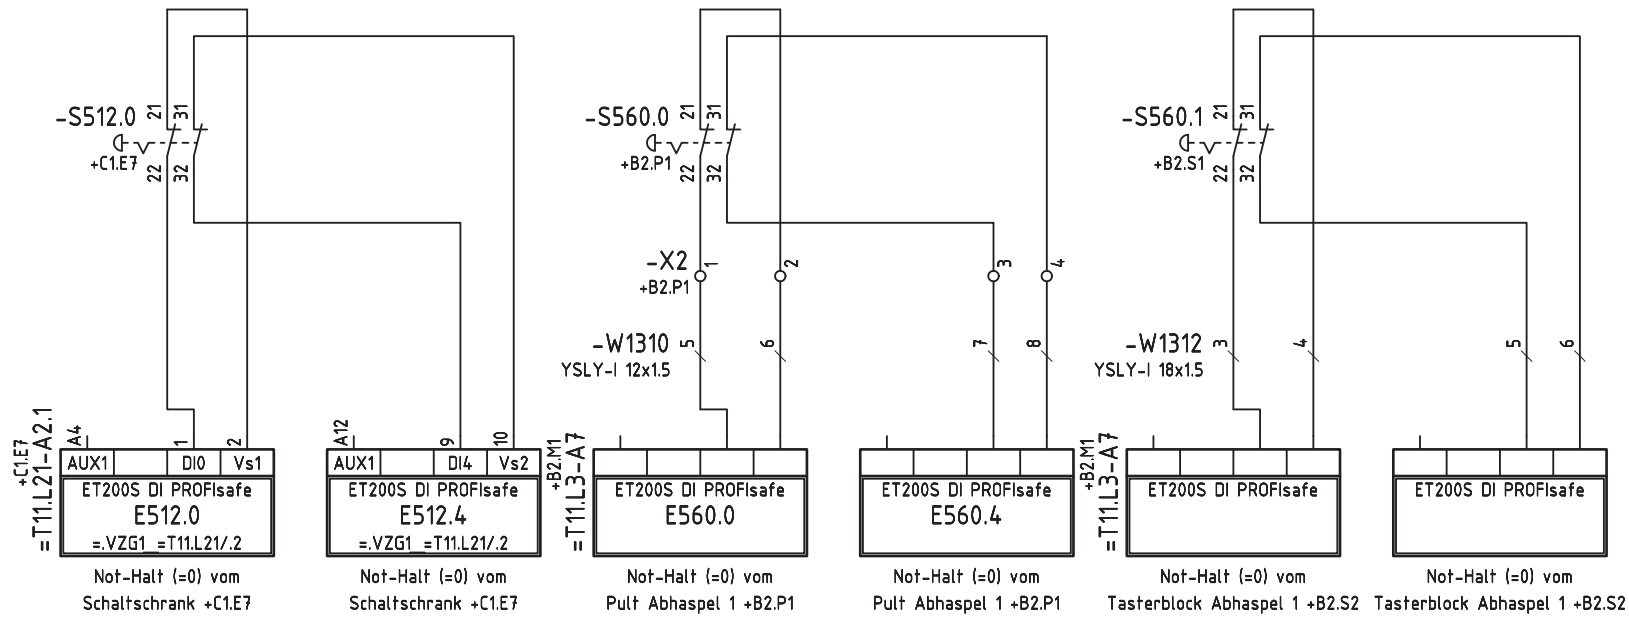 21
31
-S512.0
+C1.E7
22
32
21
31
-S560.0
+B2.P1
22
32
21
31
-S560.1
+B2.S1
22
32
-X2
+B2.P1
1
2
3
4
-W1310
YSLY-I 12x1.5
5
6
7
8
-W1312
YSLY-I 18x1.5
3
4
5
6
+C1.E7
=T11.L21-A2.1
A4
1
2
AUX1 DI0 Vs1
ET200S DI PROFIsafe
E512.0
=.VZG1_=T11.L21/.2
Not-Halt (=0) vom
Schaltschrank +C1.E7
A12
9
10
AUX1 DI4 Vs2
ET200S DI PROFIsafe
E512.4
=.VZG1_=T11.L21/.2
Not-Halt (=0) vom
Schaltschrank +C1.E7
+B2.M1
=T11.L3-A7
ET200S DI PROFIsafe
E560.0
Not-Halt (=0) vom
Pult Abhaspel 1 +B2.P1
ET200S DI PROFIsafe
E560.4
Not-Halt (=0) vom
Pult Abhaspel 1 +B2.P1
+B2.M1
=T11.L3-A7
ET200S DI PROFIsafe
Not-Halt (=0) vom
Tasterblock Abhaspel 1 +B2.S2
ET200S DI PROFIsafe
Not-Halt (=0) vom
Tasterblock Abhaspel 1 +B2.S2